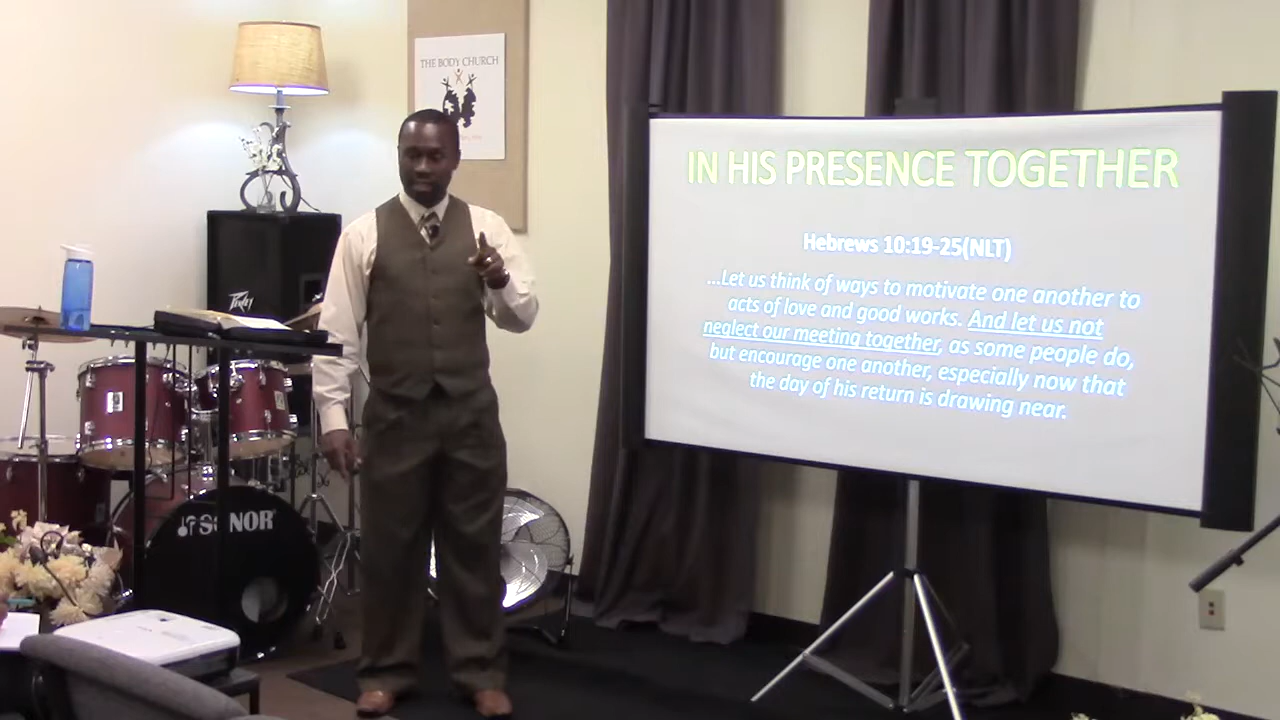 THE BODY CHURCH
Peavey
SONOR
IN HIS PRESENCE TOGETHER
Hebrews 10:19-25(NLT)
...Let us think of ways to motivate one another to
acts of love and good works. And let us not
neglect our meeting together, as some people do,
but encourage one another, especially now that
the day of his return is drawing near.